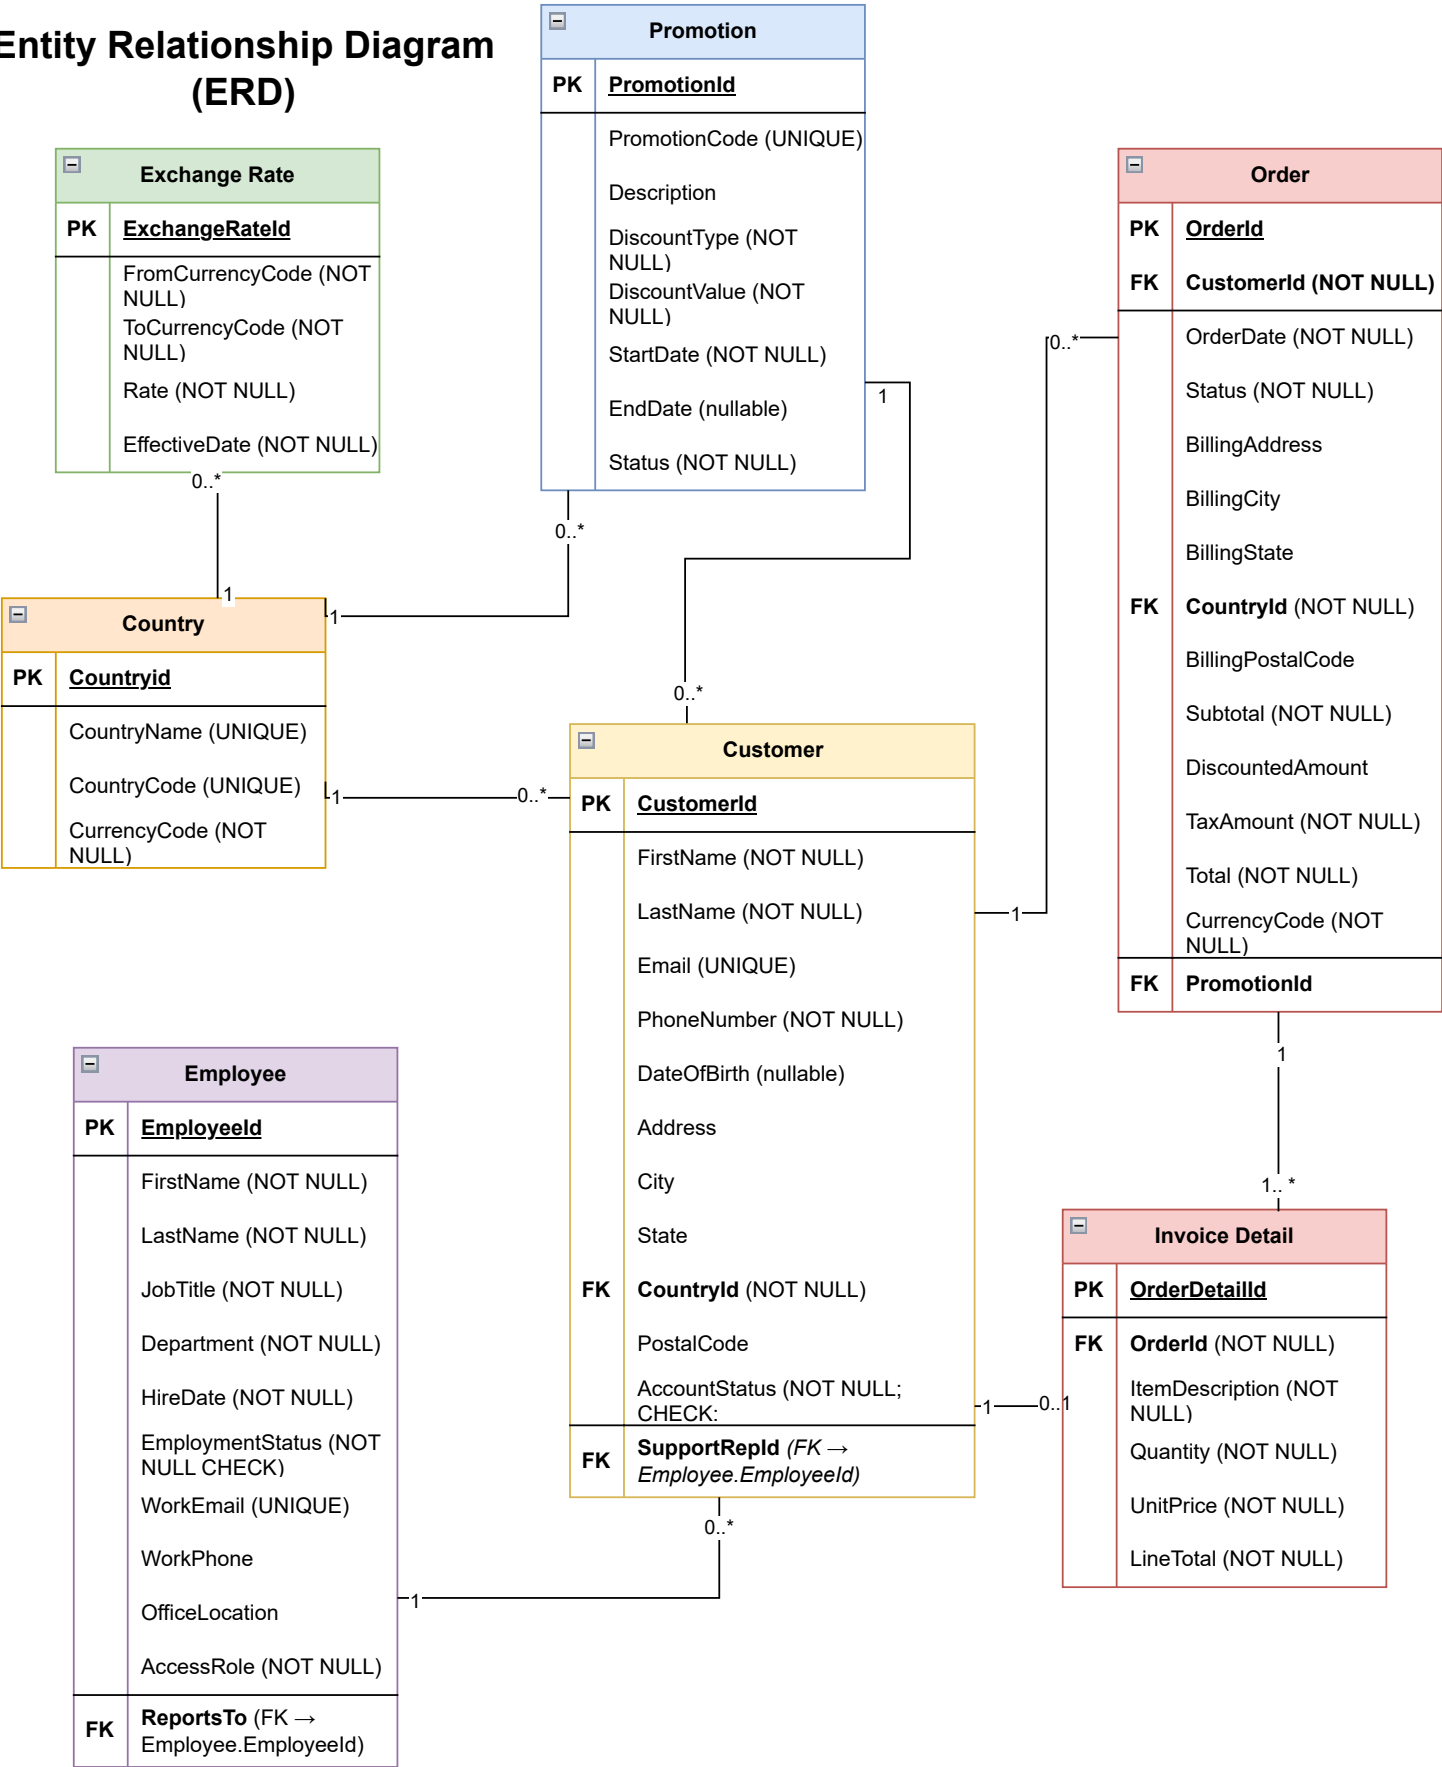 Entity Relationship Diagram
(ERD)
Promotion
PK PromotionId
PromotionCode (UNIQUE)
Description
DiscountType (NOT
NULL)
DiscountValue (NOT
NULL)
StartDate (NOT NULL)
EndDate (nullable)
Status (NOT NULL)
1
0..*
0..*
Exchange Rate
PK ExchangeRateId
FromCurrencyCode (NOT
NULL)
ToCurrencyCode (NOT
NULL)
Rate (NOT NULL)
EffectiveDate (NOT NULL)
0..*
1
1
Country
PK Countryid
CountryName (UNIQUE)
CountryCode (UNIQUE)
CurrencyCode (NOT
NULL)
1
0..*
Order
PK OrderId
FK CustomerId (NOT NULL)
OrderDate (NOT NULL)
Status (NOT NULL)
BillingAddress
BillingCity
BillingState
FK CountryId (NOT NULL)
BillingPostalCode
Subtotal (NOT NULL)
DiscountedAmount
TaxAmount (NOT NULL)
Total (NOT NULL)
CurrencyCode (NOT
NULL)
FK PromotionId
0..*
1
1
1.. *
Customer
PK CustomerId
FirstName (NOT NULL)
LastName (NOT NULL)
Email (UNIQUE)
PhoneNumber (NOT NULL)
DateOfBirth (nullable)
Address
City
State
FK CountryId (NOT NULL)
PostalCode
AccountStatus (NOT NULL;
CHECK:
FK SupportRepId (FK →
Employee.EmployeeId)
1
0..1
0..*
1
Employee
PK EmployeeId
FirstName (NOT NULL)
LastName (NOT NULL)
JobTitle (NOT NULL)
Department (NOT NULL)
HireDate (NOT NULL)
EmploymentStatus (NOT
NULL CHECK)
WorkEmail (UNIQUE)
WorkPhone
OfficeLocation
AccessRole (NOT NULL)
FK ReportsTo (FK →
Employee.EmployeeId)
Invoice Detail
PK OrderDetailId
FK OrderId (NOT NULL)
ItemDescription (NOT
NULL)
Quantity (NOT NULL)
UnitPrice (NOT NULL)
LineTotal (NOT NULL)